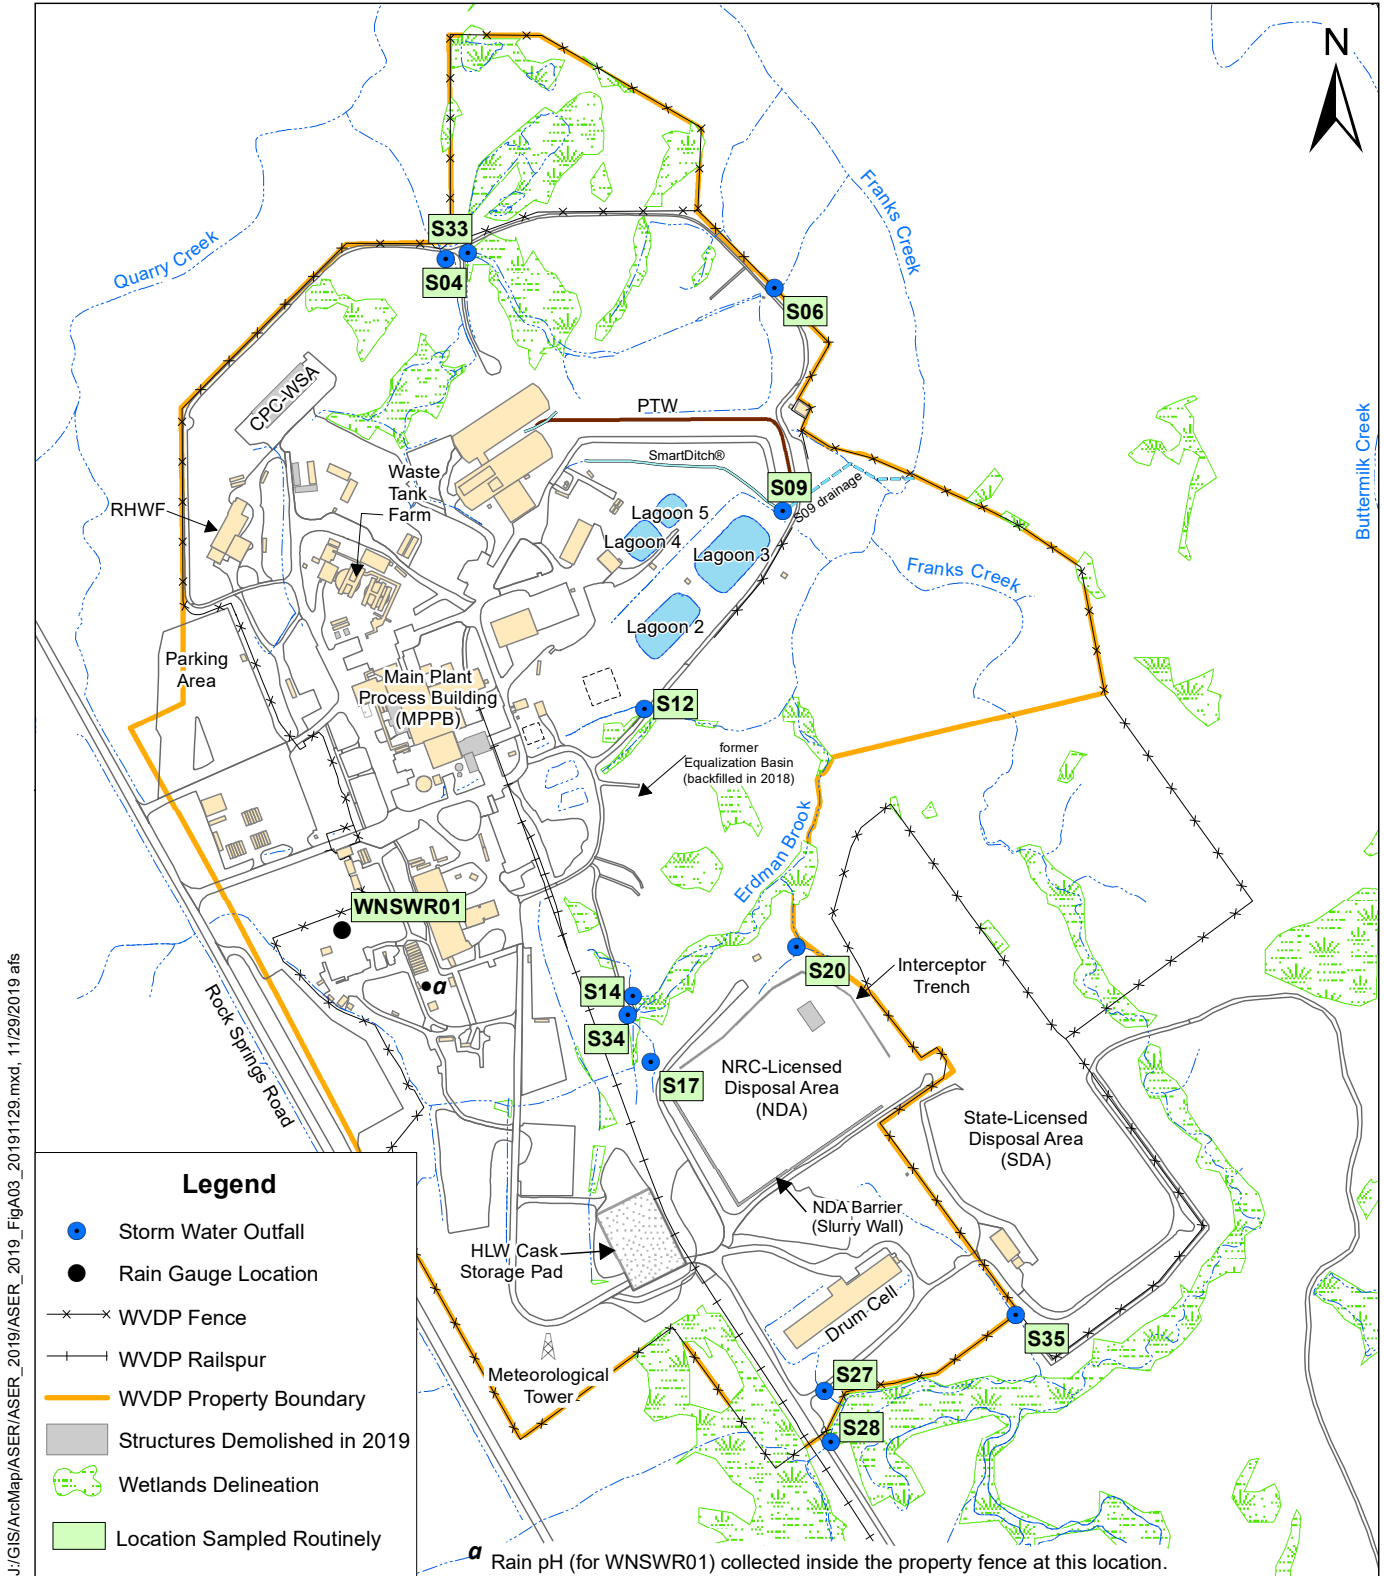 N
Quarry Creek
Franks Creek
S33
S04
S06
CPC-WSA
PTW
Buttermilk Creek
SmartDitch®
Waste
Tank
Farm
S09
S09 drainage
RHWF
Lagoon 5
Lagoon 4
Lagoon 3
Franks Creek
Lagoon 2
Parking
Area
Main Plant
Process Building
(MPPB)
S12
former
Equalization Basin
(backfilled in 2018)
Erdman Brook
WNSWR01
S20
Interceptor
Trench
a
S14
S34
S17
Rock Springs Road
NRC-Licensed
Disposal Area
(NDA)
State-Licensed
Disposal Area
(SDA)
NDA Barrier
(Slurry Wall)
HLW Cask
Storage Pad
Drum Cell
S35
Meteorological
Tower
S27
S28
Legend
Storm Water Outfall
Rain Gauge Location
WVDP Fence
WVDP Railspur
WVDP Property Boundary
Structures Demolished in 2019
Wetlands Delineation
Location Sampled Routinely
a Rain pH (for WNSWR01) collected inside the property fence at this location.
J:/GIS/ArcMap/ASER/ASER_2019/ASER_2019_FigA03_20191129.mxd, 11/29/2019 afs